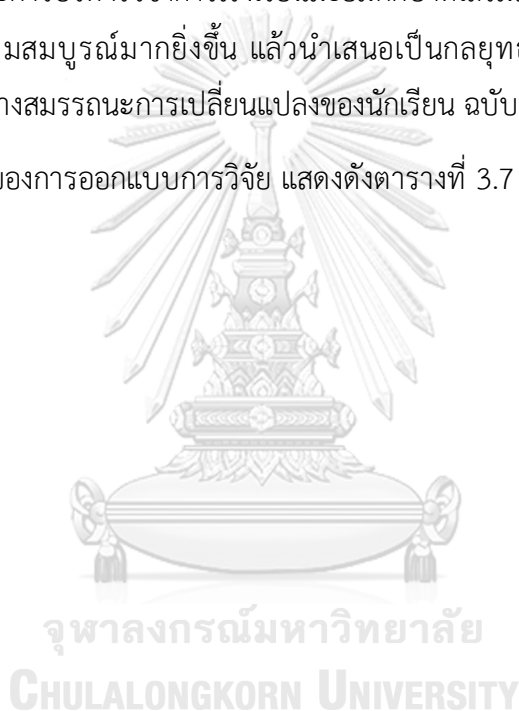 มสมบูรณ์มากยิ่งขึ้น แล้วนำเสนอเป็นกลยุท
างสมรรถนะการเปลี่ยนแปลงของนักเรียน ฉบับ
ของการออกแบบการวิจัย แสดงดังตารางที่ 3.7
จุฬาลงกรณ์มหาวิทยาลัย
CHULALONGKORN UNIVERSITY